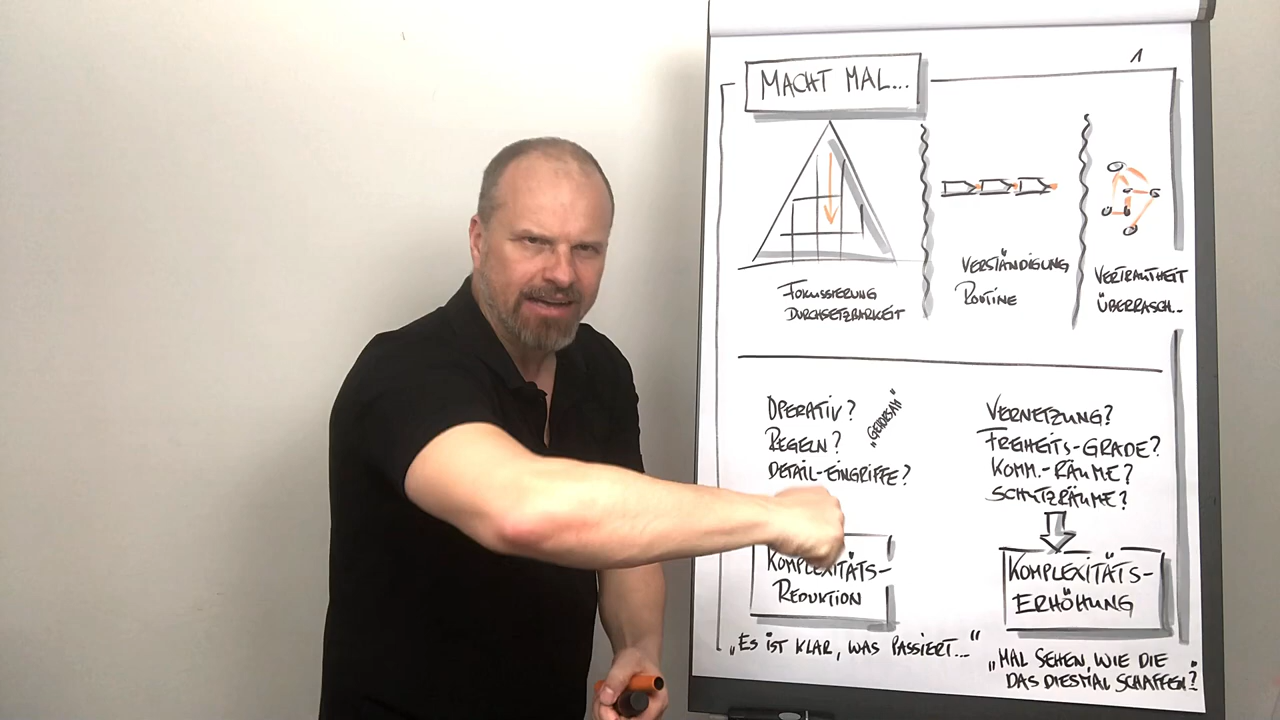 1
MACHT MAL...
FOKUSSIERUNG
DURCHSETZBARKEIT
VERSTÄNDIGUNG
ROUTINE
VERTRAUTHEIT
ÜBERRASCH...
OPERATIV?
REGELN?
DETAIL-EINGRIFFE?
„GEHORSAM“
KOMPLEXITÄTS-
REDUKTION
„ES IST KLAR, WAS PASSIERT...“
VERNETZUNG?
FREIHEITS-GRADE?
KOMM.-RÄUME?
SCHUTZRÄUME?
KOMPLEXITÄTS-
ERHÖHUNG
„MAL SEHEN, WIE DIE
DAS DIESMAL SCHAFFEN?“